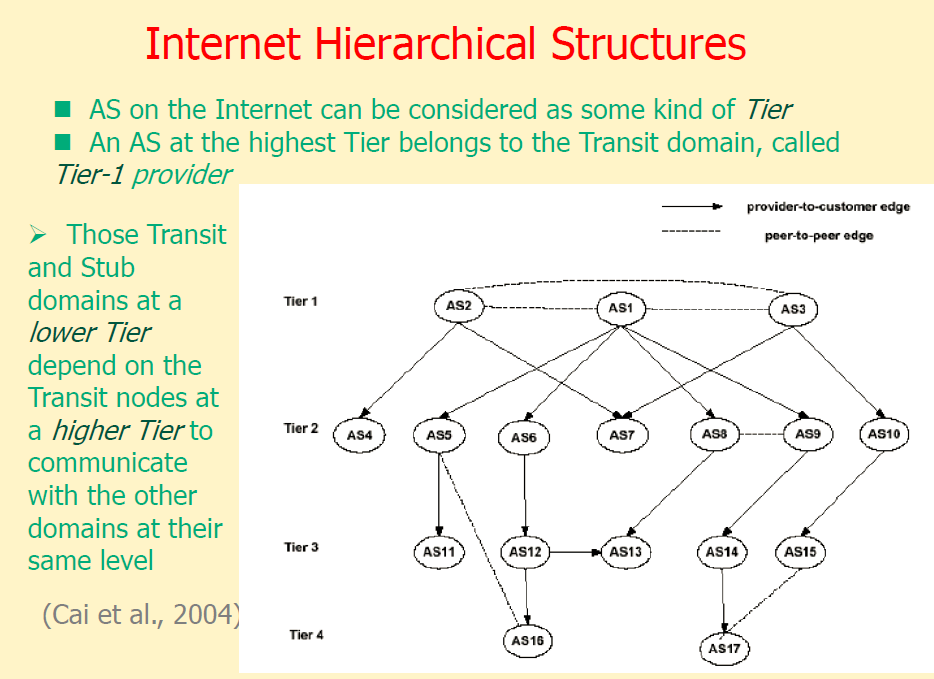 Internet Hierarchical Structures
AS on the Internet can be considered as some kind of Tier
An AS at the highest Tier belongs to the Transit domain, called
Tier-1 provider
Those Transit
and Stub
domains at a
lower Tier
depend on the
Transit nodes at
a higher Tier to
communicate
with the other
domains at their
same level
(Cai et al., 2004)
provider-to-customer edge
peer-to-peer edge
Tier 1
AS2 AS1 AS3
Tier 2
AS4 AS5 AS6 AS7 AS8 AS9 AS10
Tier 3
AS11 AS12 AS13 AS14 AS15
Tier 4
AS16 AS17